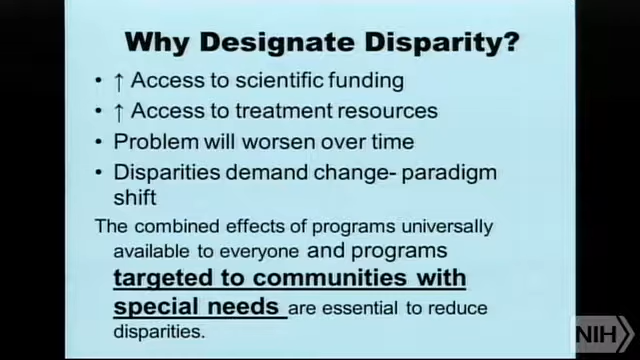 Why Designate Disparity?
• ↑ Access to scientific funding
• ↑ Access to treatment resources
• Problem will worsen over time
• Disparities demand change- paradigm
shift
The combined effects of programs universally
available to everyone and programs
targeted to communities with
special needs are essential to reduce
disparities.
NIH